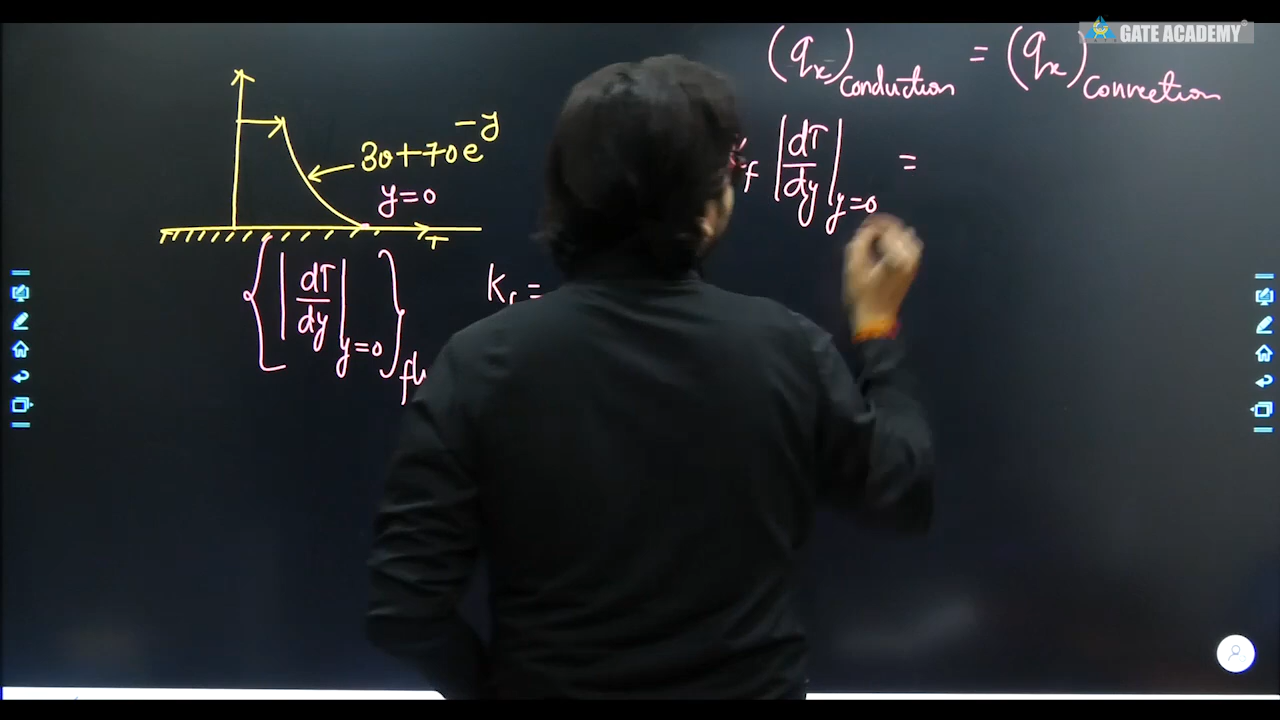 GATE ACADEMY
(qx)conduction = (qx)convection
30+70e^-y
y=0
T
f |dT/dy|y=0 =
{|dT/dy|y=0}
Kf =